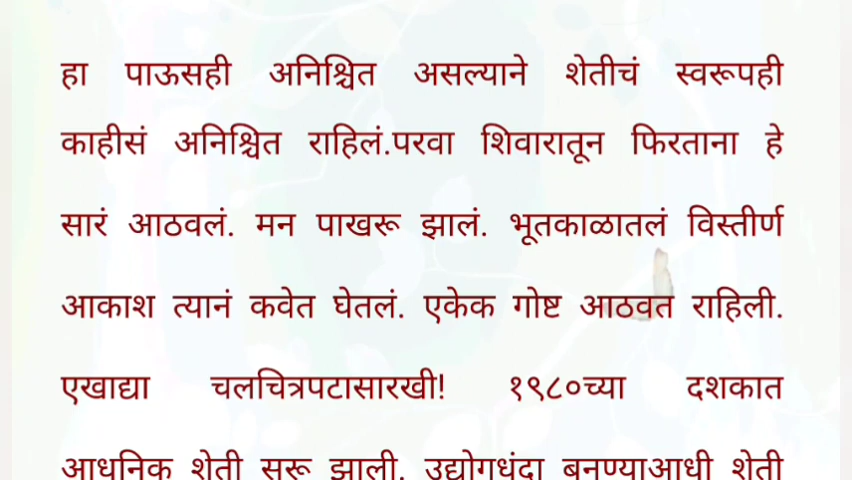 हा पाऊसही अनिश्चित असल्याने शेतीचं स्वरूपही
काहीसं अनिश्चित राहिलं.परवा शिवारातून फिरताना हे
सारं आठवलं. मन पाखरू झालं. भूतकाळातलं विस्तीर्ण
आकाश त्यानं कवेत घेतलं. एकेक गोष्ट आठवत राहिली.
एखाद्या चलचित्रपटासारखी! १९८०च्या दशकात
आधुनिक शेती सुरू झाली. उद्योगधंदा बनण्याआधी शेती